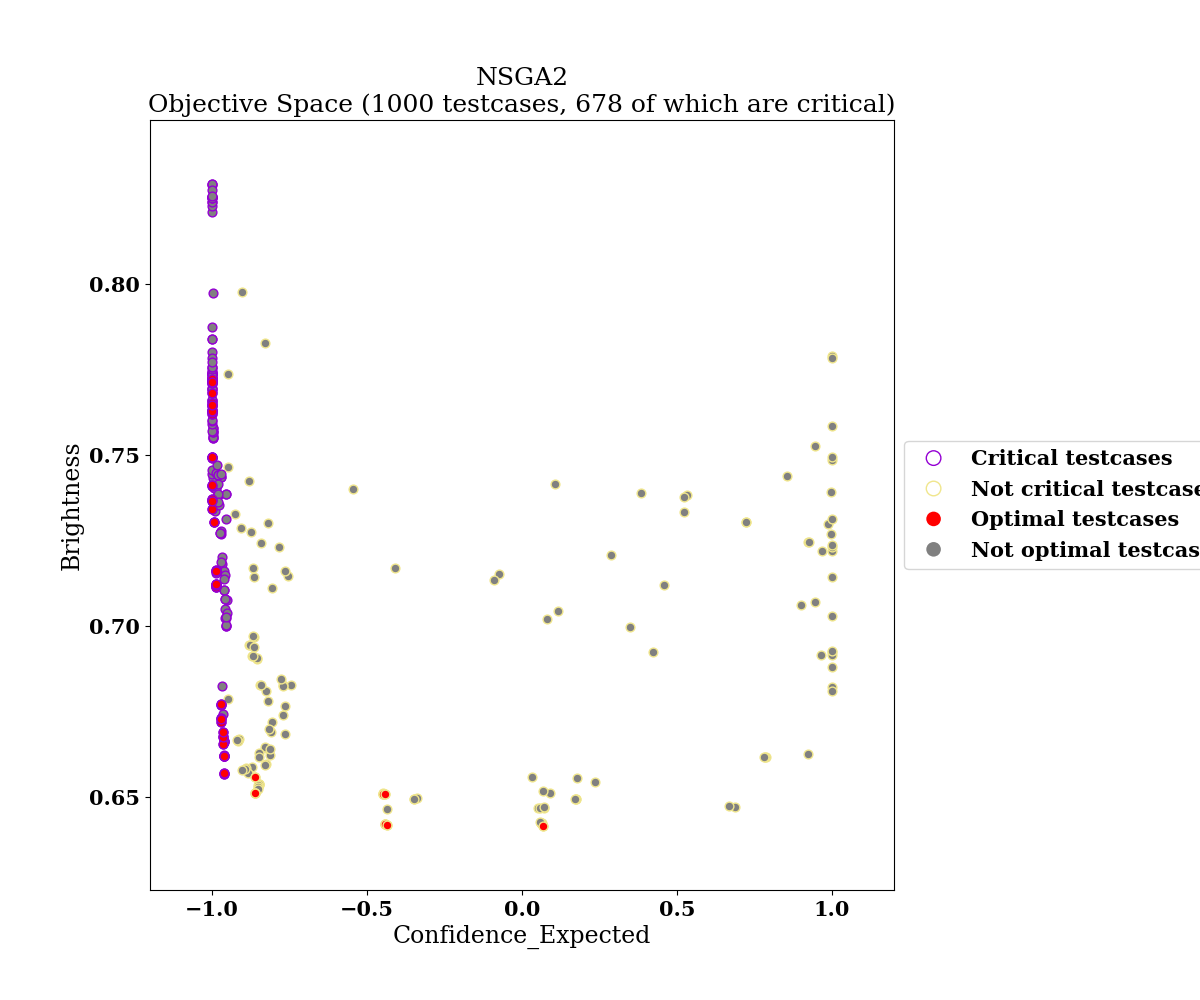 NSGA2
Objective Space (1000 testcases, 678 of which are critical)
Brightness
0.80
0.75
0.70
0.65
−1.0
−0.5
0.0
0.5
1.0
Confidence_Expected
Critical testcases
Not critical testcase
Optimal testcases
Not optimal testcas